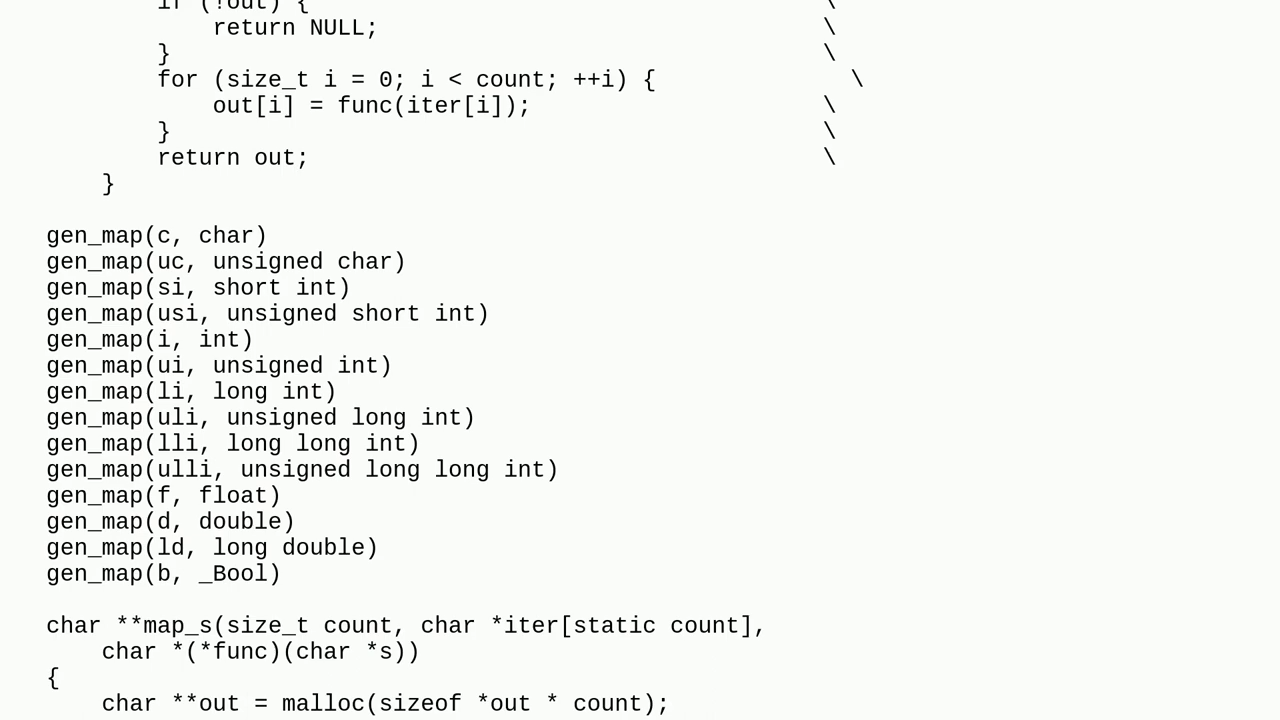 if (!out) { \
return NULL; \
} \
for (size_t i = 0; i < count; ++i) { \
out[i] = func(iter[i]); \
} \
return out; \
}
gen_map(c, char)
gen_map(uc, unsigned char)
gen_map(si, short int)
gen_map(usi, unsigned short int)
gen_map(i, int)
gen_map(ui, unsigned int)
gen_map(li, long int)
gen_map(uli, unsigned long int)
gen_map(lli, long long int)
gen_map(ulli, unsigned long long int)
gen_map(f, float)
gen_map(d, double)
gen_map(ld, long double)
gen_map(b, _Bool)
char **map_s(size_t count, char *iter[static count],
char *(*func)(char *s))
{
char **out = malloc(sizeof *out * count);